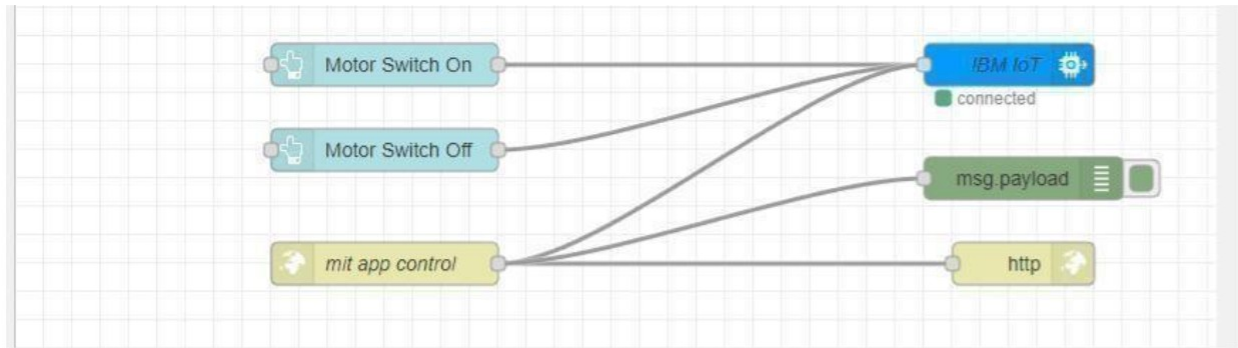 Motor Switch On
IBM IoT
connected
Motor Switch Off
msg.payload
mit app control
http